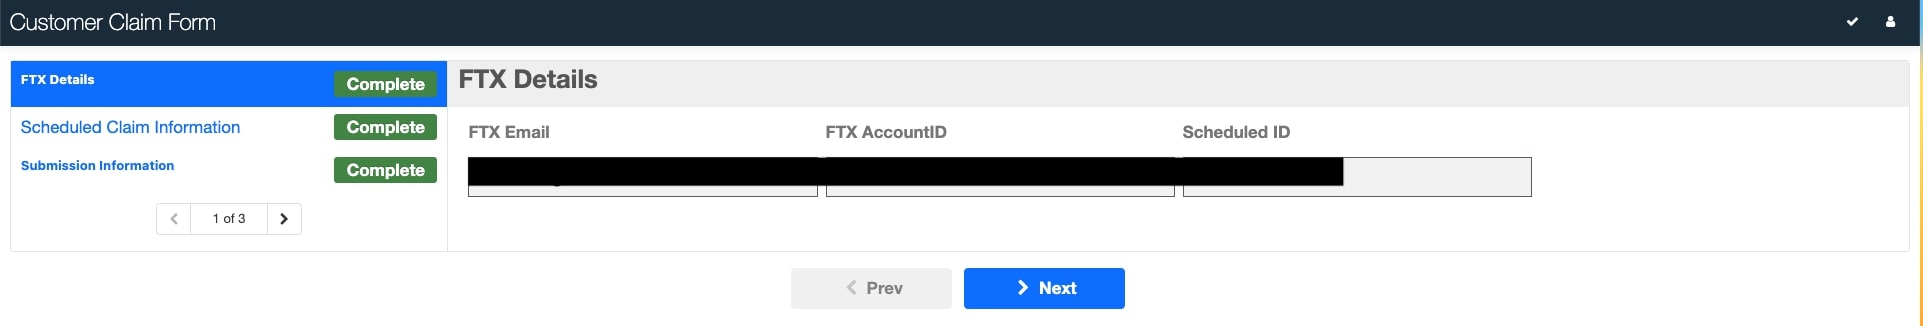 Customer Claim Form
FTX Details Complete
Scheduled Claim Information Complete
Submission Information Complete
1 of 3
FTX Details
FTX Email FTX AccountID Scheduled ID
Prev Next